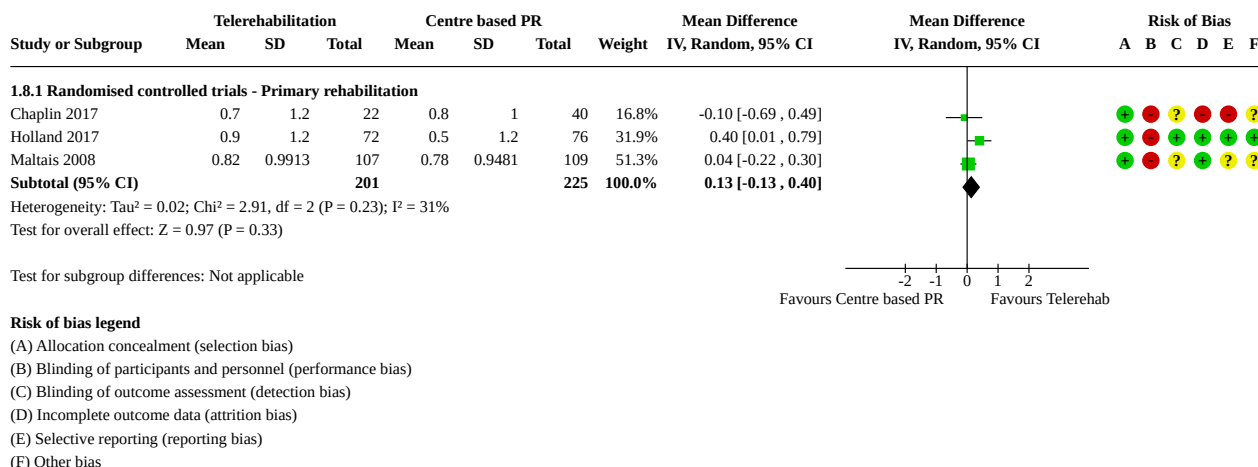 Telerehabilitation Centre based PR Mean Difference Mean Difference Risk of Bias
Study or Subgroup Mean SD Total Mean SD Total Weight IV, Random, 95% CI IV, Random, 95% CI A B C D E F
1.8.1 Randomised controlled trials - Primary rehabilitation
Chaplin 2017 0.7 1.2 22 0.8 1 40 16.8% -0.10 [-0.69 , 0.49] + - ? - - ?
Holland 2017 0.9 1.2 72 0.5 1.2 76 31.9% 0.40 [0.01 , 0.79] + - + + + +
Maltais 2008 0.82 0.9913 107 0.78 0.9481 109 51.3% 0.04 [-0.22 , 0.30] + - ? + ? ?
Subtotal (95% CI) 201 225 100.0% 0.13 [-0.13 , 0.40]
Heterogeneity: Tau² = 0.02; Chi² = 2.91, df = 2 (P = 0.23); I² = 31%
Test for overall effect: Z = 0.97 (P = 0.33)
Test for subgroup differences: Not applicable
-2 -1 0 1 2
Favours Centre based PR Favours Telerehab
Risk of bias legend
(A) Allocation concealment (selection bias)
(B) Blinding of participants and personnel (performance bias)
(C) Blinding of outcome assessment (detection bias)
(D) Incomplete outcome data (attrition bias)
(E) Selective reporting (reporting bias)
(F) Other bias